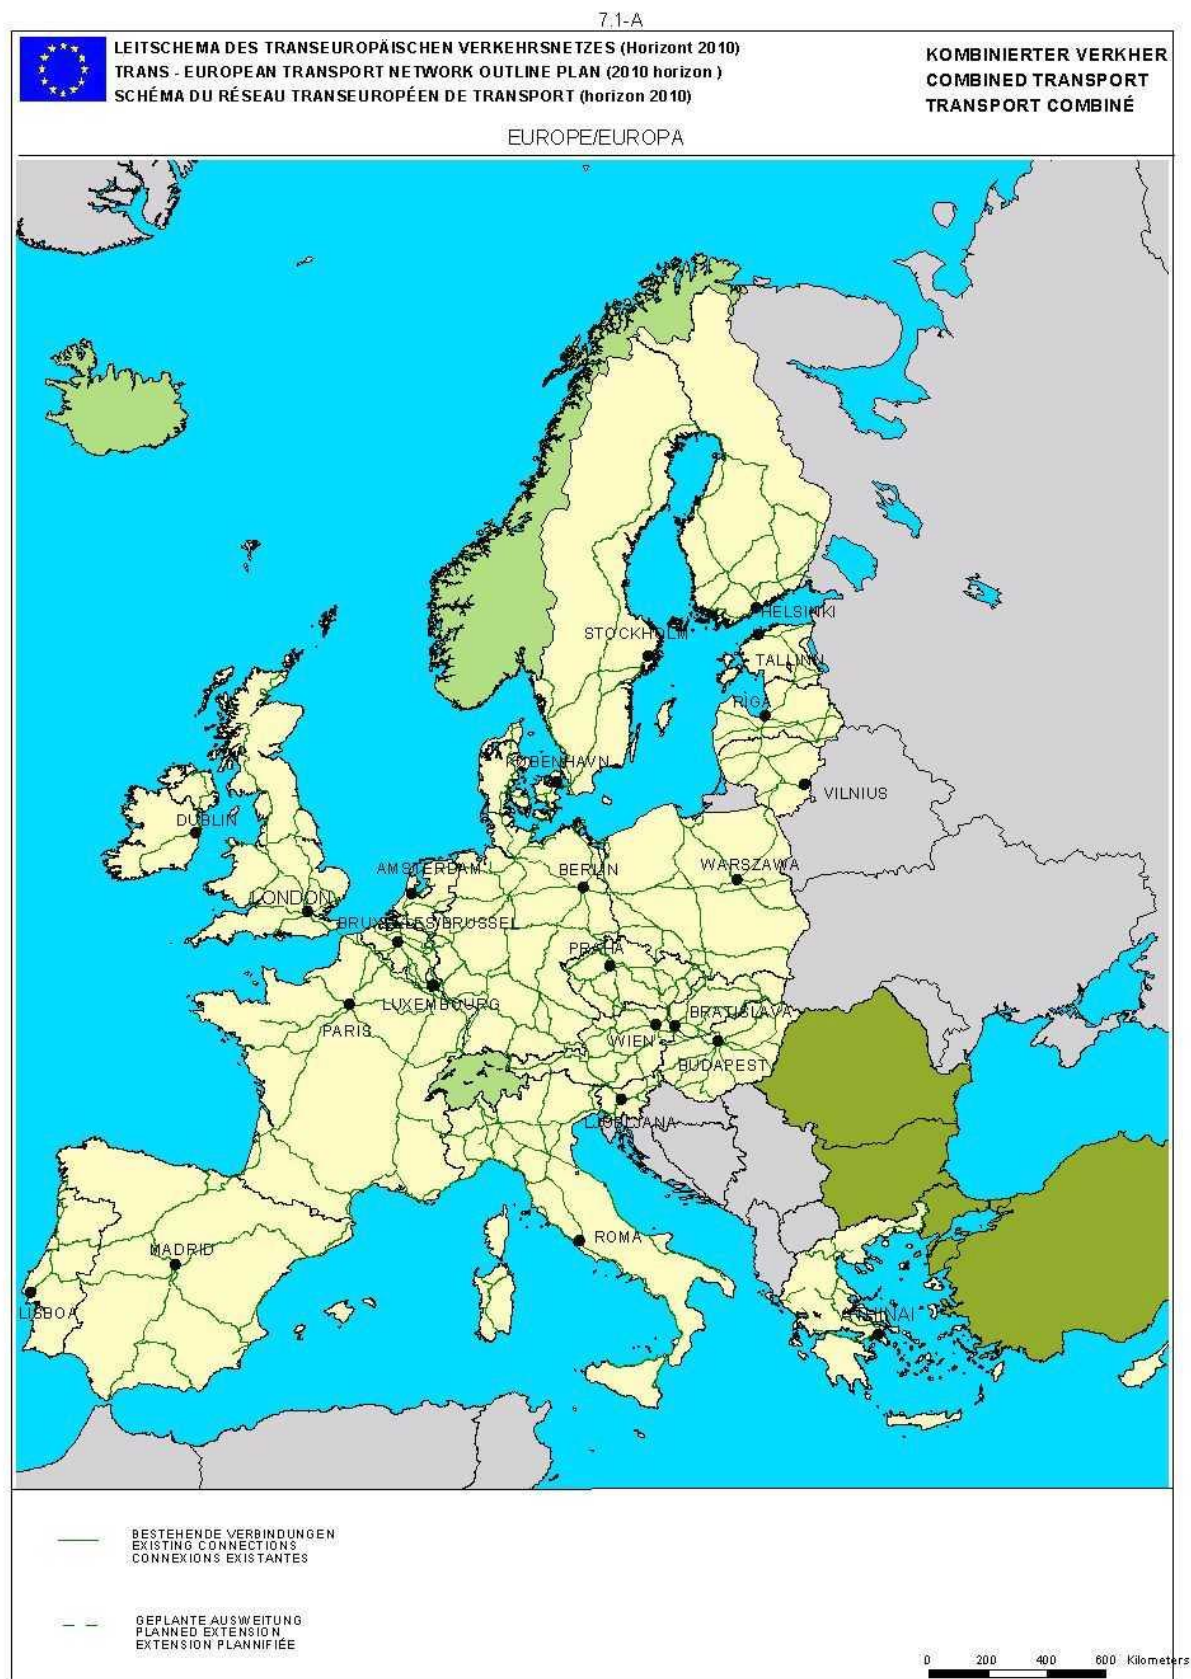 7.1-A
LEITSCHEMA DES TRANSEUROPÄISCHEN VERKEHRSNETZES (Horizont 2010)
TRANS - EUROPEAN TRANSPORT NETWORK OUTLINE PLAN (2010 horizon )
SCHÉMA DU RÉSEAU TRANSEUROPÉEN DE TRANSPORT (horizon 2010)
KOMBINIERTER VERKHER
COMBINED TRANSPORT
TRANSPORT COMBINÉ
EUROPE/EUROPA
HELSINKI
STOCKHOLM
TALLINN
RIGA
KØBENHAVN
VILNIUS
DUBLIN
AMSTERDAM
BERLIN
WARSZAWA
LONDON
BRUXELLES/BRUSSEL
PRAHA
LUXEMBOURG
BRATISLAVA
PARIS
WIEN
BUDAPEST
LJUBLJANA
ROMA
MADRID
LISBOA
ATHINAI
BESTEHENDE VERBINDUNGEN
EXISTING CONNECTIONS
CONNEXIONS EXISTANTES
GEPLANTE AUSWEITUNG
PLANNED EXTENSION
EXTENSION PLANNIFIÉE
0 200 400 600 Kilometers